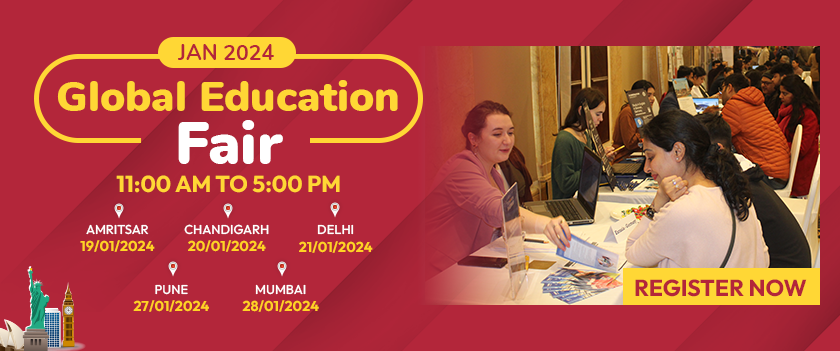 JAN 2024
Global Education
Fair
11:00 AM TO 5:00 PM
AMRITSAR
19/01/2024
CHANDIGARH
20/01/2024
DELHI
21/01/2024
PUNE
27/01/2024
MUMBAI
28/01/2024
REGISTER NOW